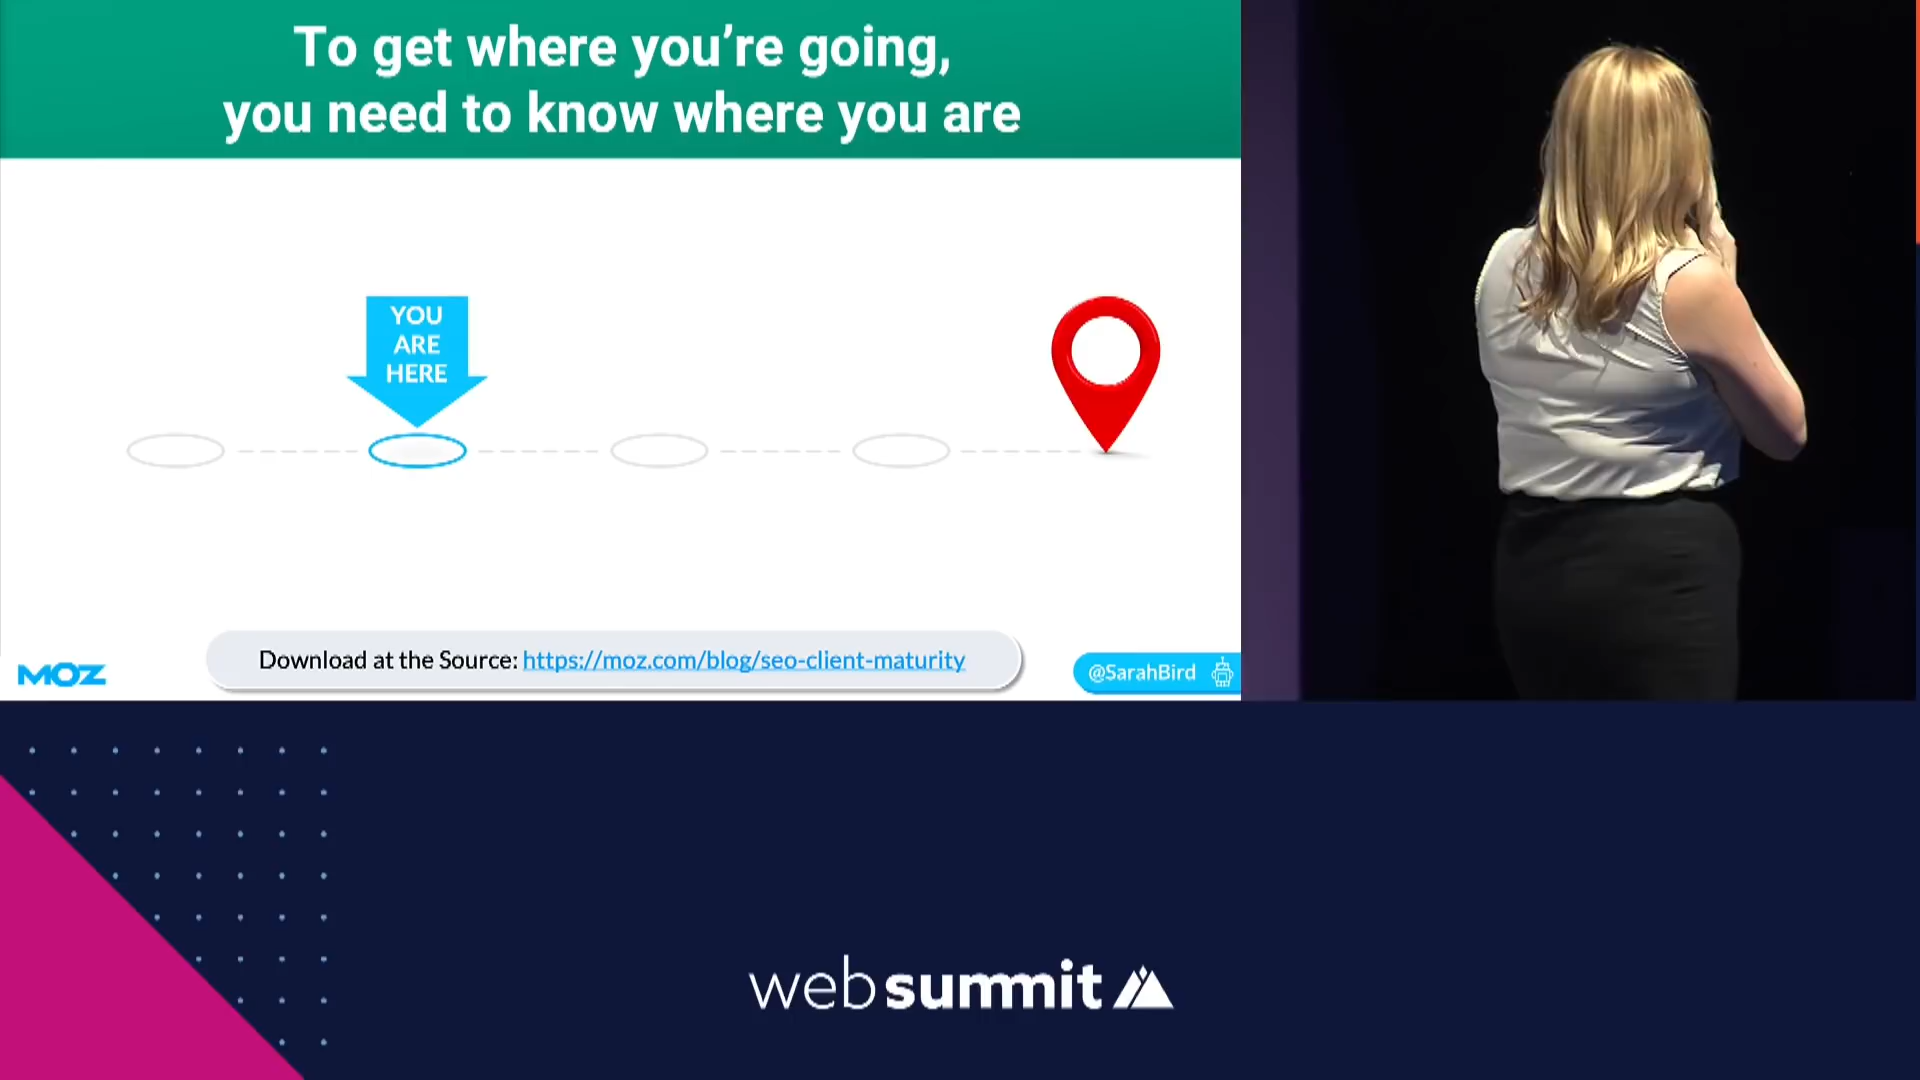 To get where you're going,
you need to know where you are
YOU
ARE
HERE
Download at the Source: https://moz.com/blog/seo-client-maturity
MOZ
@SarahBird
web summit